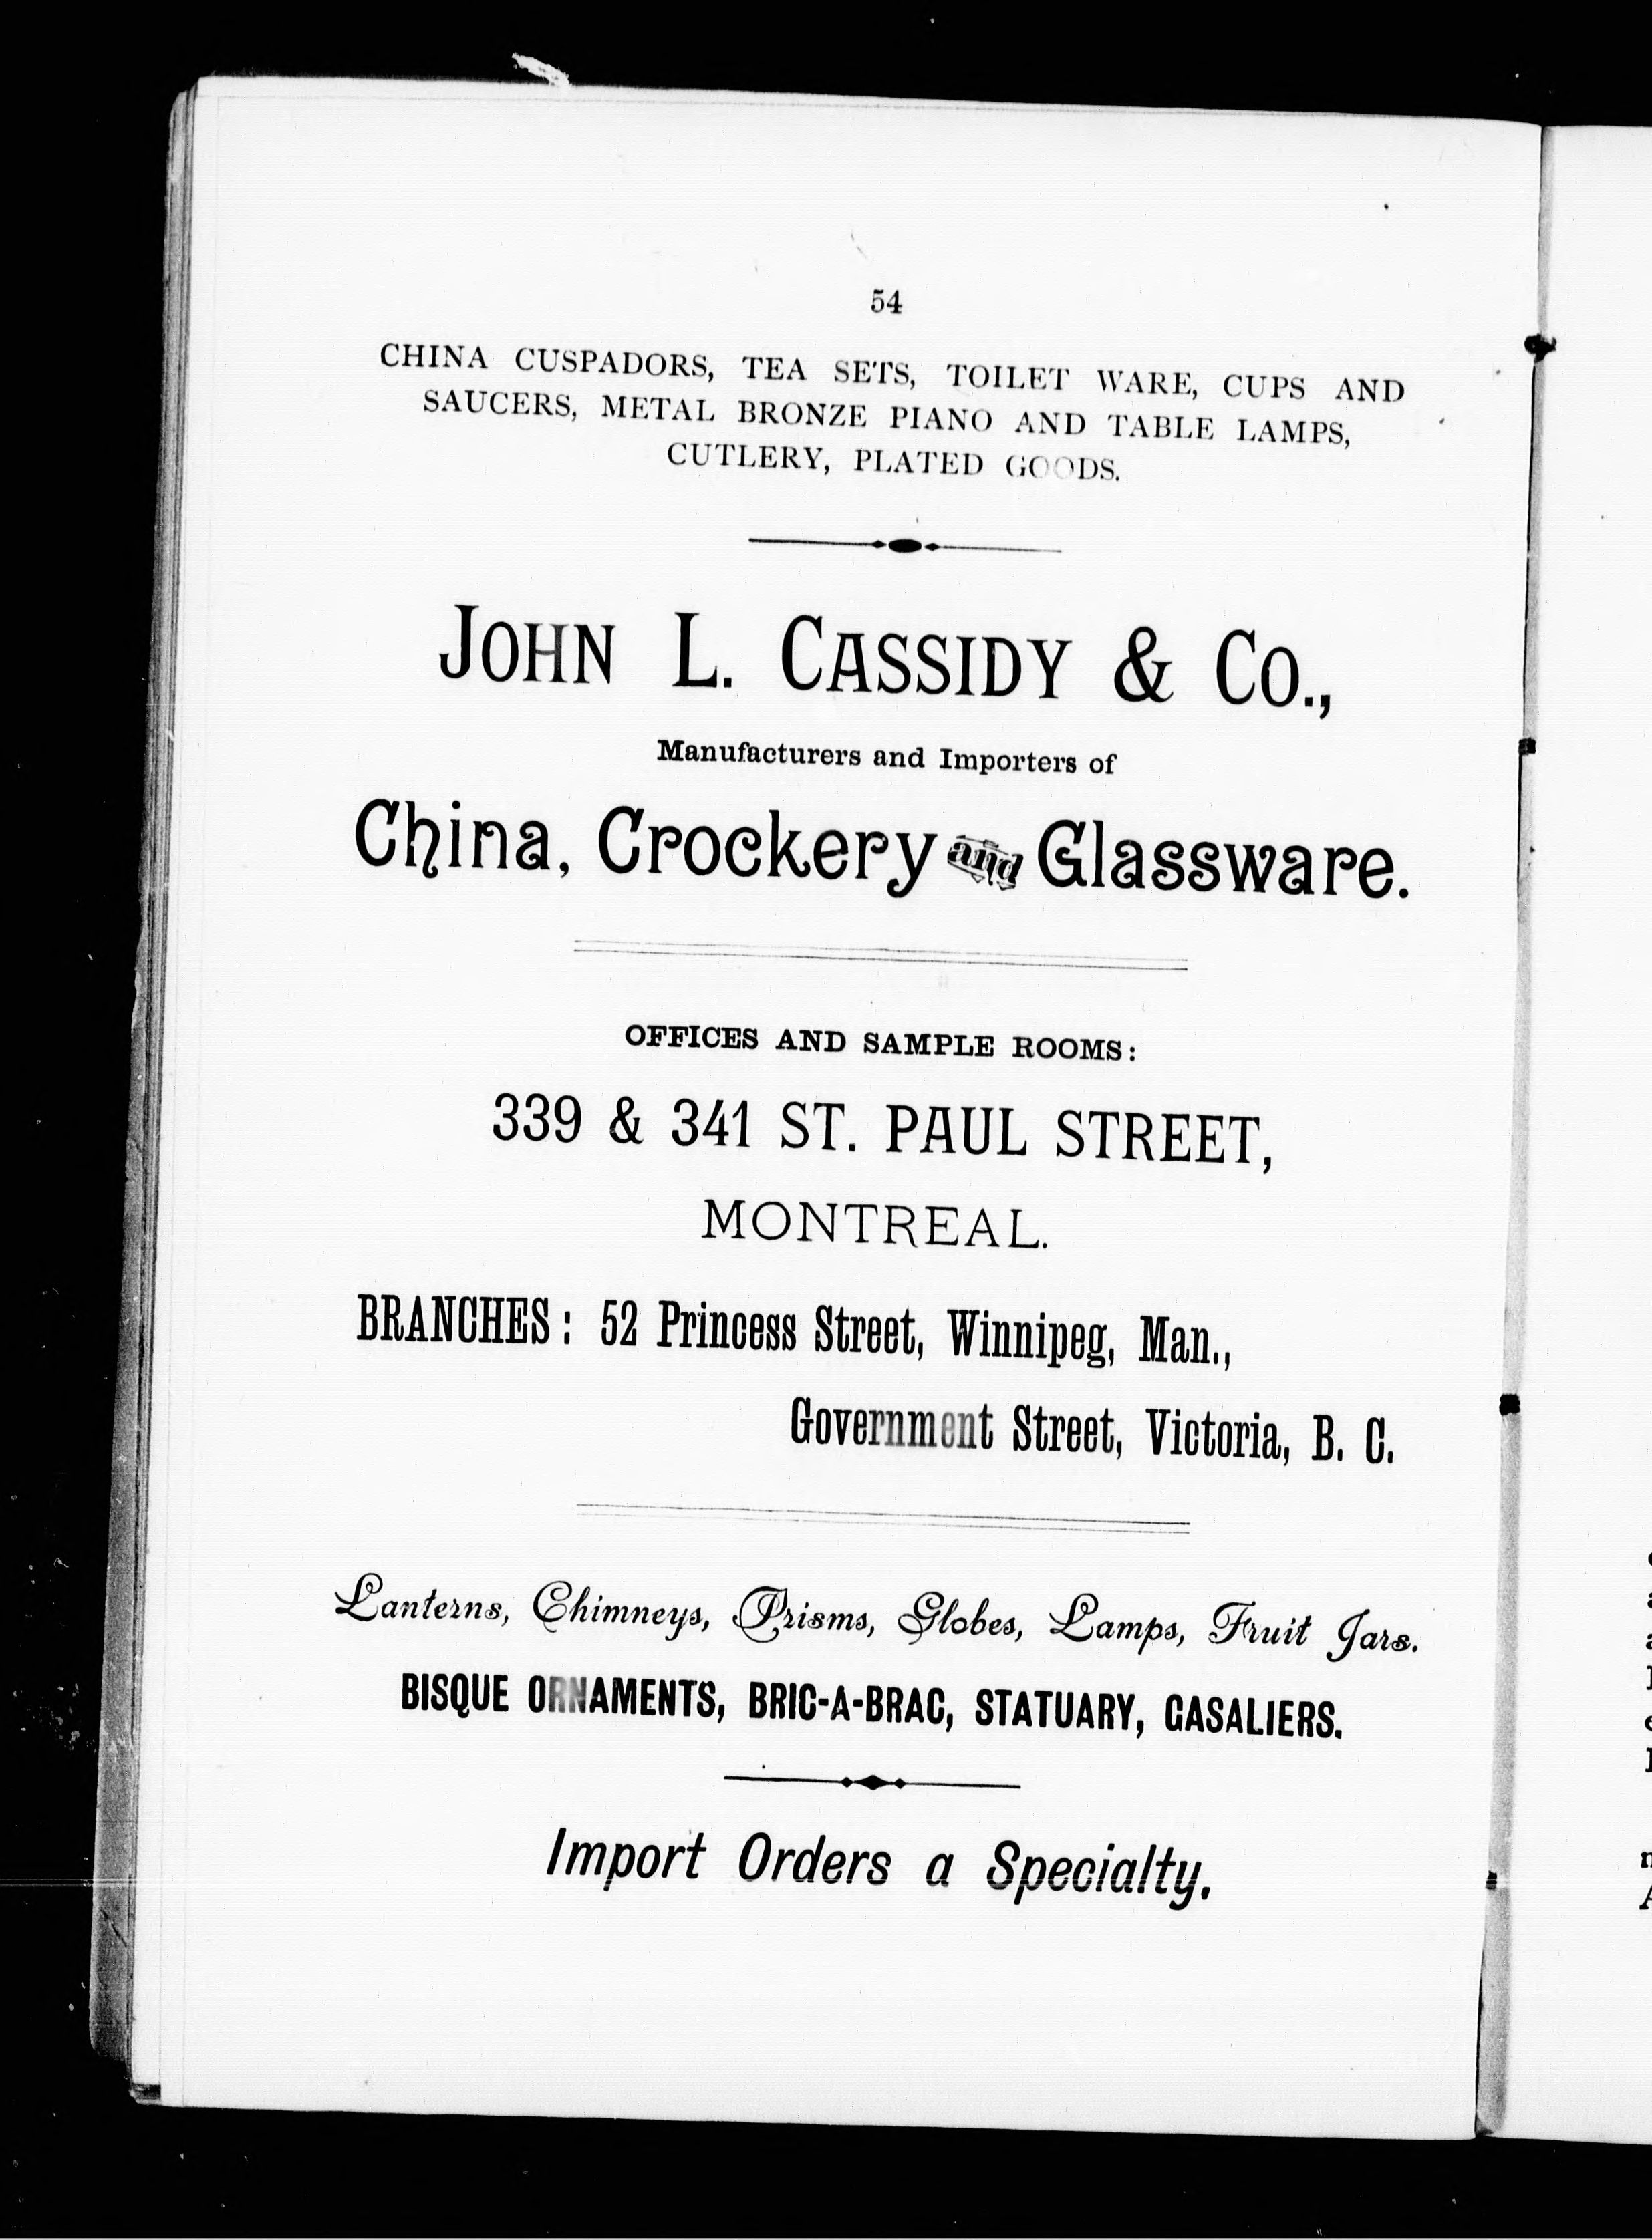 54
CHINA CUSPADORS, TEA SETS, TOILET WARE, CUPS AND
SAUCERS, METAL BRONZE PIANO AND TABLE LAMPS,
CUTLERY, PLATED GOODS.
JOHN L. CASSIDY & CO.,
Manufacturers and Importers of
China, Crockery and Glassware.
OFFICES AND SAMPLE ROOMS:
339 & 341 ST. PAUL STREET,
MONTREAL.
BRANCHES: 52 Princess Street, Winnipeg, Man.,
Government Street, Victoria, B. C.
Lanterns, Chimneys, Prisms, Globes, Lamps, Fruit Jars.
BISQUE ORNAMENTS, BRIC-A-BRAC, STATUARY, GASALIERS.
Import Orders a Specialty.